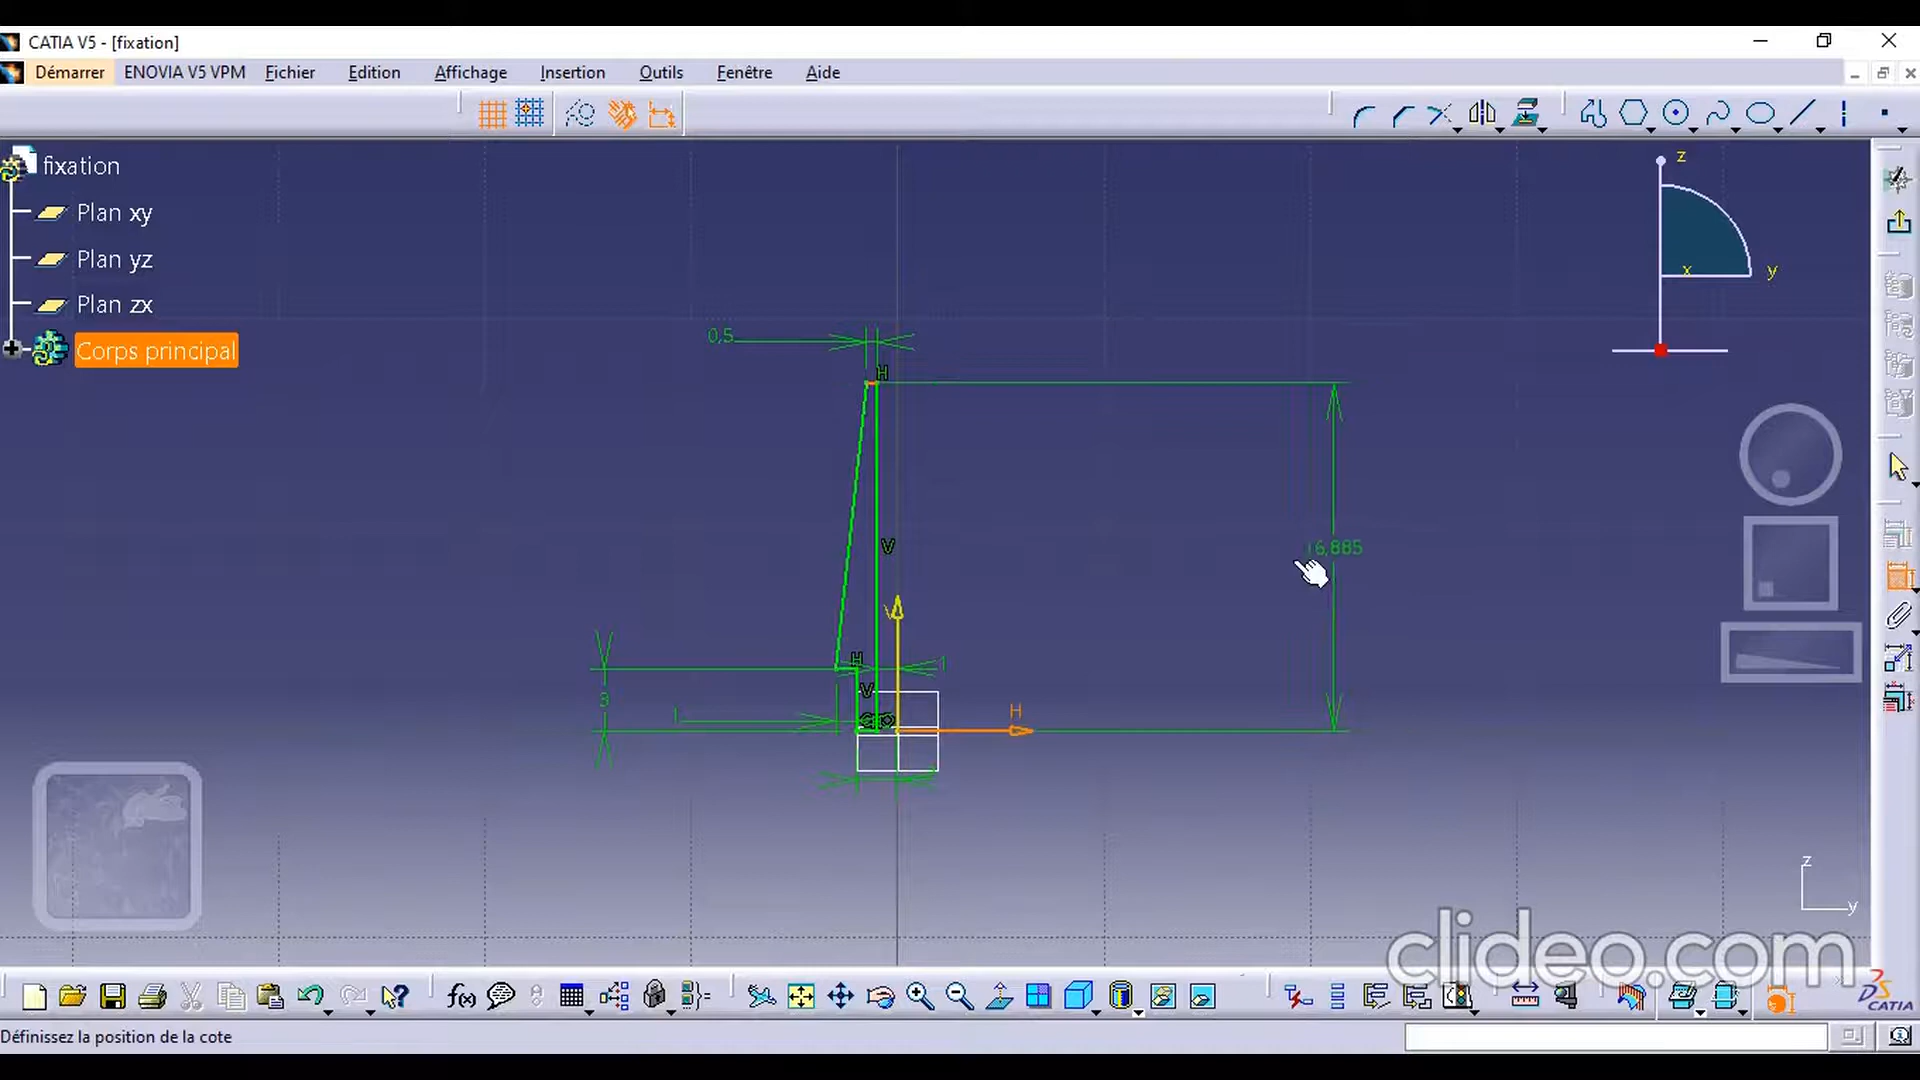 CATIA V5 - [fixation]
Démarrer ENOVIA V5 VPM Fichier Edition Affichage Insertion Outils Fenêtre Aide
fixation
Plan xy
Plan yz
Plan zx
Corps principal
z
x y
0,5
H
V
16,885
V
H 1
V
3
1
H
z
y
clideo.com
f(x)
CATIA
Définissez la position de la cote